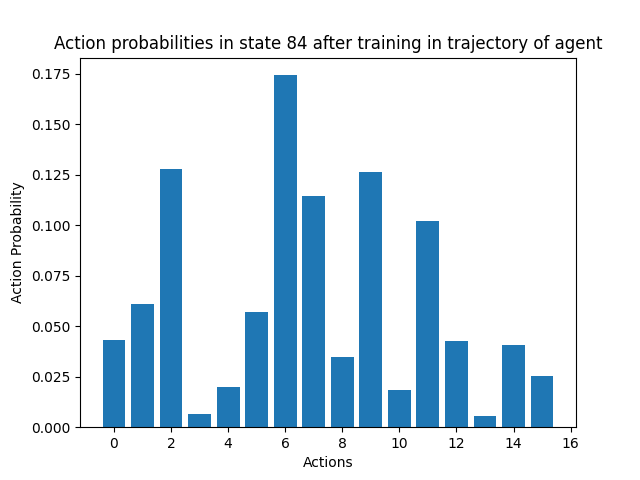 Action probabilities in state 84 after training in trajectory of agent
0.175
0.150
0.125
0.100
0.075
0.050
0.025
0.000
Action Probability
0 2 4 6 8 10 12 14 16
Actions